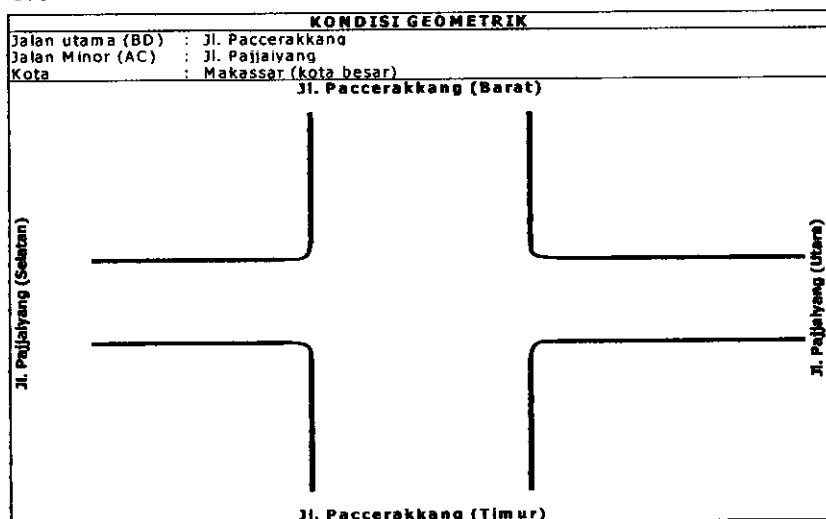 KONDISI GEOMETRIK
Jalan utama (BD) : Jl. Paccerakkang
Jalan Minor (AC) : Jl. Pajjaiyang
Kota : Makassar (kota besar)
Jl. Paccerakkang (Barat)
Jl. Pajjaiyang (Selatan)
Jl. Pajjaiyang (Utara)
Jl. Paccerakkang (Timur)